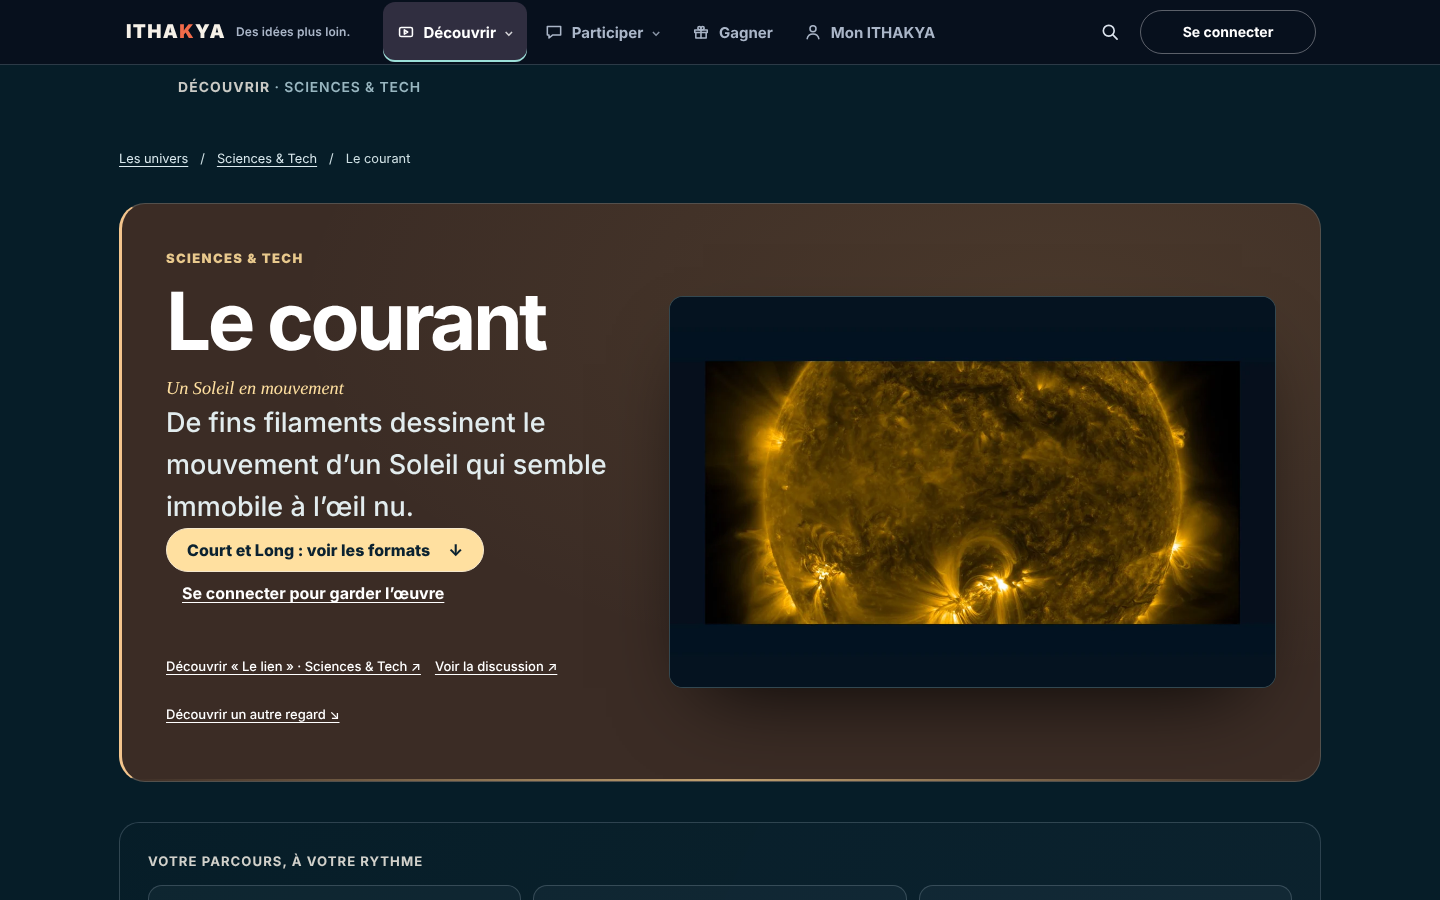 ITHAKYA Des idées plus loin. Découvrir Participer Gagner Mon ITHAKYA Se connecter
DÉCOUVRIR · SCIENCES & TECH
Les univers / Sciences & Tech / Le courant
SCIENCES & TECH
Le courant
Un Soleil en mouvement
De fins filaments dessinent le
mouvement d’un Soleil qui semble
immobile à l’œil nu.
Court et Long : voir les formats ↓
Se connecter pour garder l’œuvre
Découvrir « Le lien » · Sciences & Tech ↗ Voir la discussion ↗
Découvrir un autre regard ↘
VOTRE PARCOURS, À VOTRE RYTHME